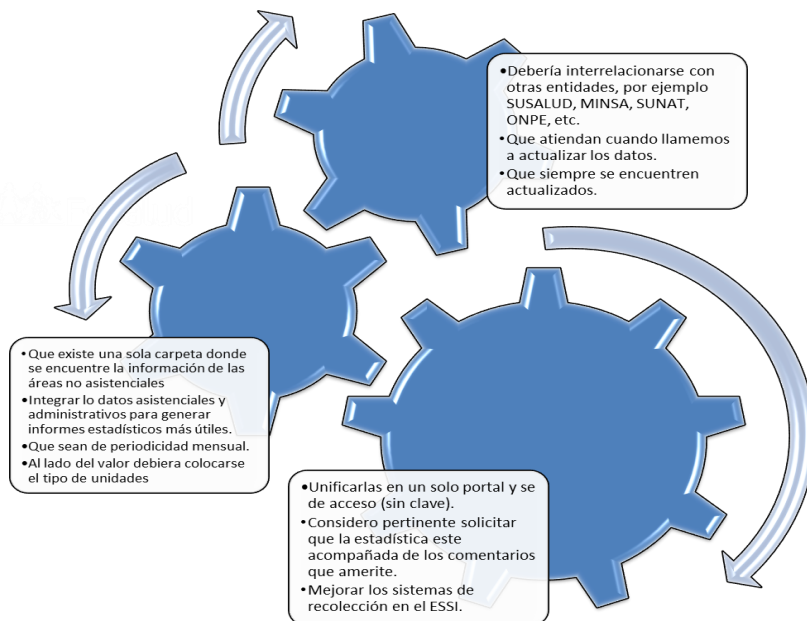 •Debería interrelacionarse con
otras entidades, por ejemplo
SUSALUD, MINSA, SUNAT,
ONPE, etc.
•Que atiendan cuando llamemos
a actualizar los datos.
•Que siempre se encuentren
actualizados.
•Que existe una sola carpeta donde
se encuentre la información de las
áreas no asistenciales
•Integrar lo datos asistenciales y
administrativos para generar
informes estadísticos más útiles.
•Que sean de periodicidad mensual.
•Al lado del valor debiera colocarse
el tipo de unidades
•Unificarlas en un solo portal y se
de acceso (sin clave).
•Considero pertinente solicitar
que la estadística este
acompañada de los comentarios
que amerite.
•Mejorar los sistemas de
recolección en el ESSI.